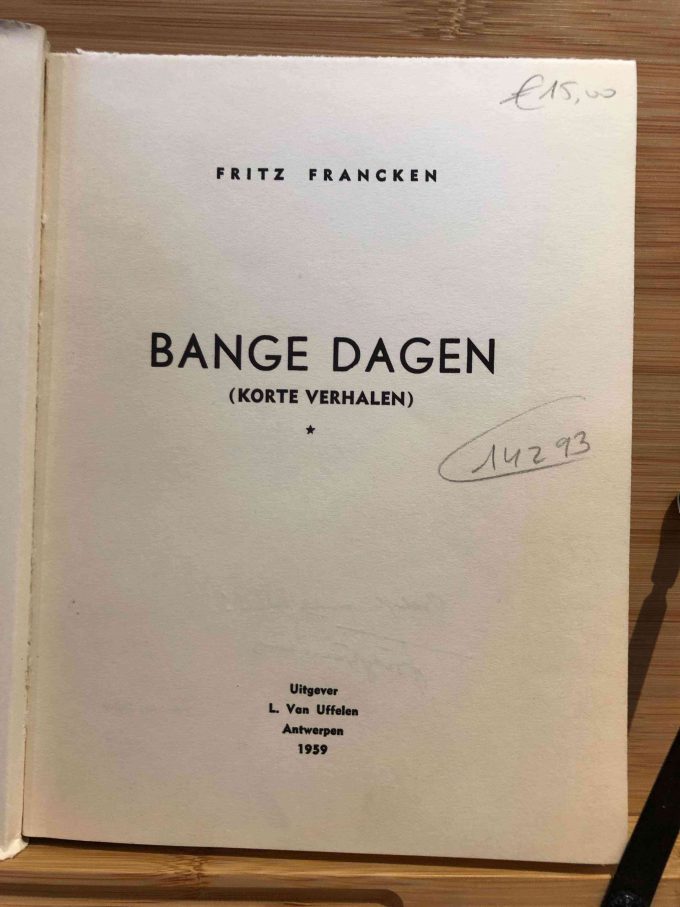 €15,00
FRITZ FRANCKEN
BANGE DAGEN
(KORTE VERHALEN)
14293
Uitgever
L. Van Uffelen
Antwerpen
1959